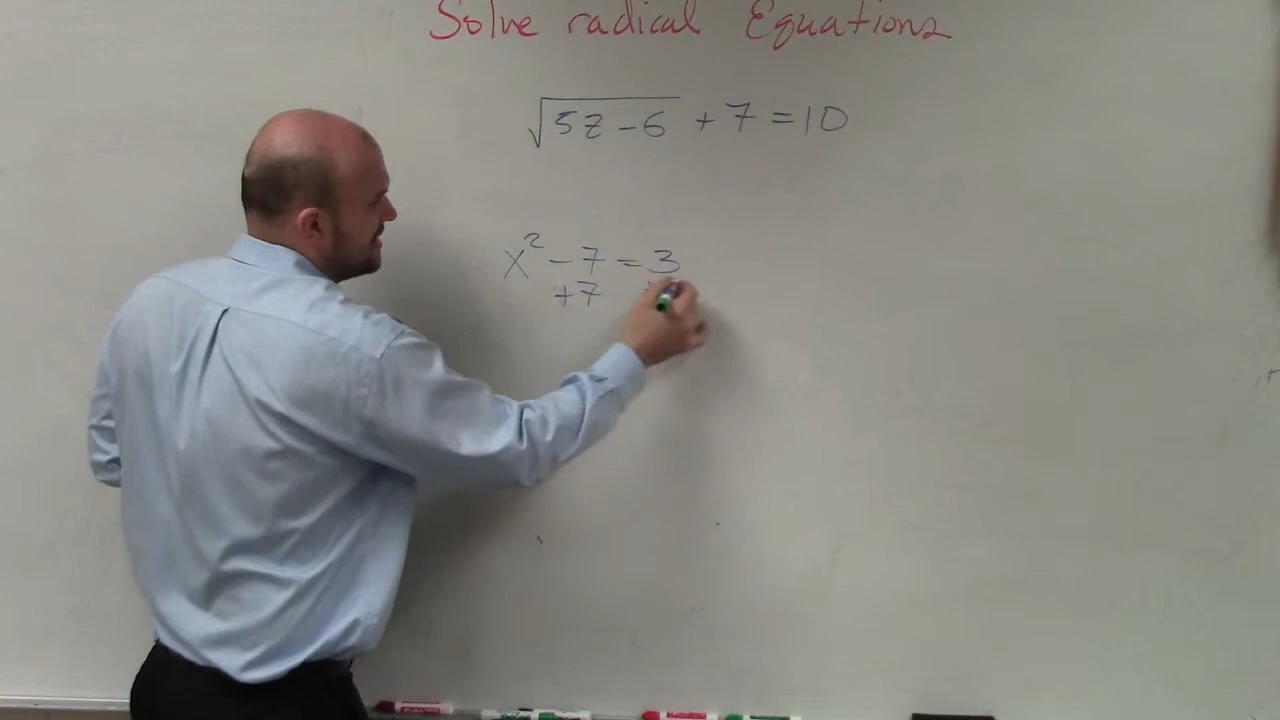 Solve radical Equations
√5z-6 + 7 = 10
x² - 7 = 3
+7